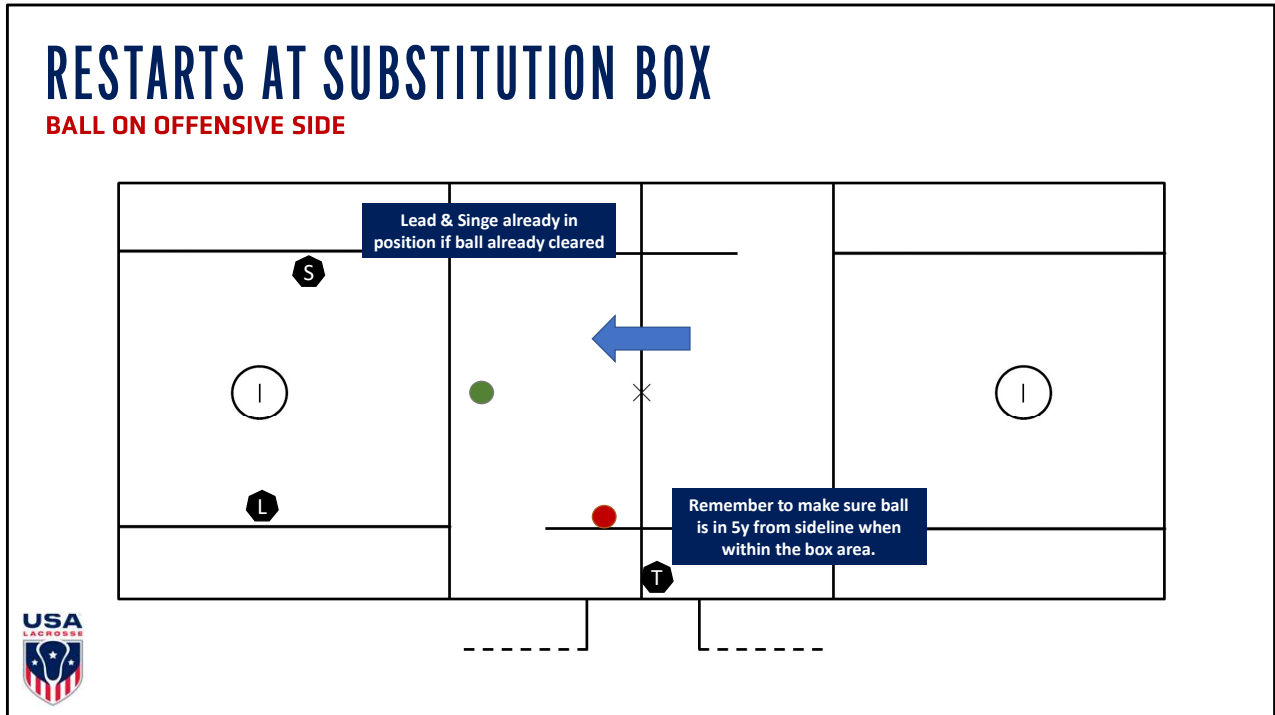 RESTARTS AT SUBSTITUTION BOX
BALL ON OFFENSIVE SIDE
Lead & Singe already in
position if ball already cleared
S
L
Remember to make sure ball
is in 5y from sideline when
within the box area.
T
USA
LACROSSE